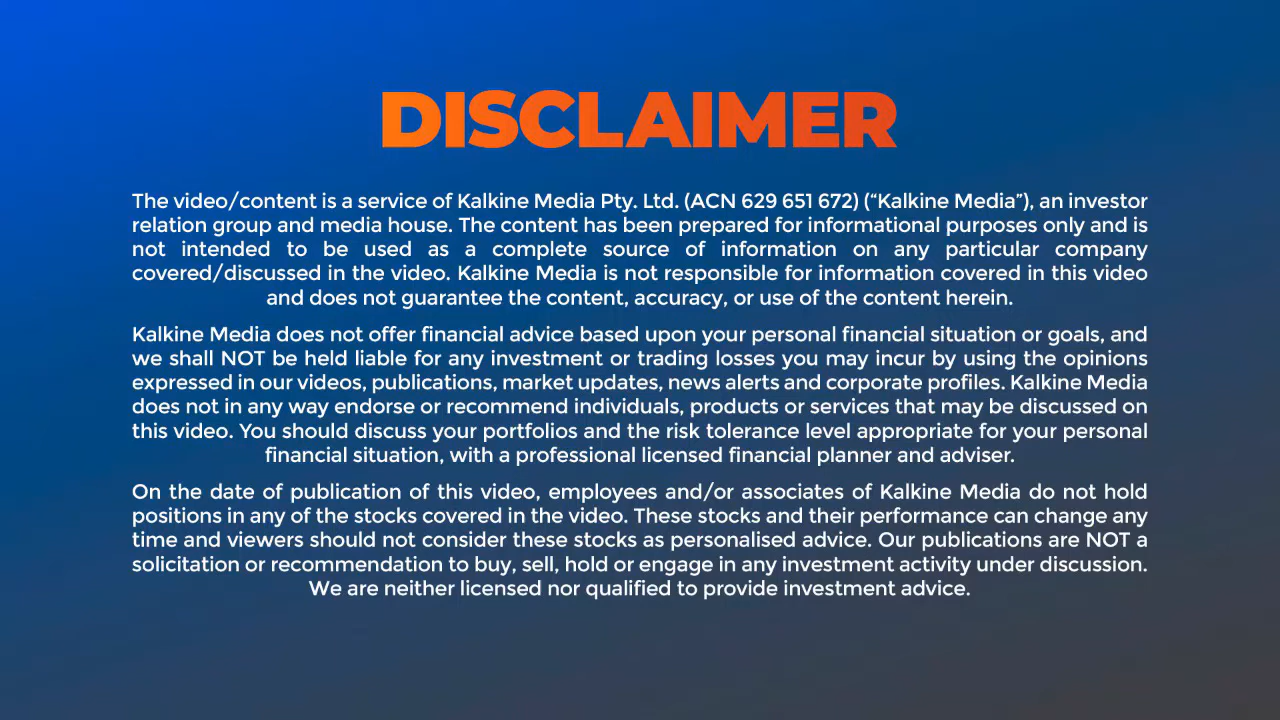 DISCLAIMER
The video/content is a service of Kalkine Media Pty. Ltd. (ACN 629 651 672) (“Kalkine Media”), an investor
relation group and media house. The content has been prepared for informational purposes only and is
not intended to be used as a complete source of information on any particular company
covered/discussed in the video. Kalkine Media is not responsible for information covered in this video
and does not guarantee the content, accuracy, or use of the content herein.
Kalkine Media does not offer financial advice based upon your personal financial situation or goals, and
we shall NOT be held liable for any investment or trading losses you may incur by using the opinions
expressed in our videos, publications, market updates, news alerts and corporate profiles. Kalkine Media
does not in any way endorse or recommend individuals, products or services that may be discussed on
this video. You should discuss your portfolios and the risk tolerance level appropriate for your personal
financial situation, with a professional licensed financial planner and adviser.
On the date of publication of this video, employees and/or associates of Kalkine Media do not hold
positions in any of the stocks covered in the video. These stocks and their performance can change any
time and viewers should not consider these stocks as personalised advice. Our publications are NOT a
solicitation or recommendation to buy, sell, hold or engage in any investment activity under discussion.
We are neither licensed nor qualified to provide investment advice.